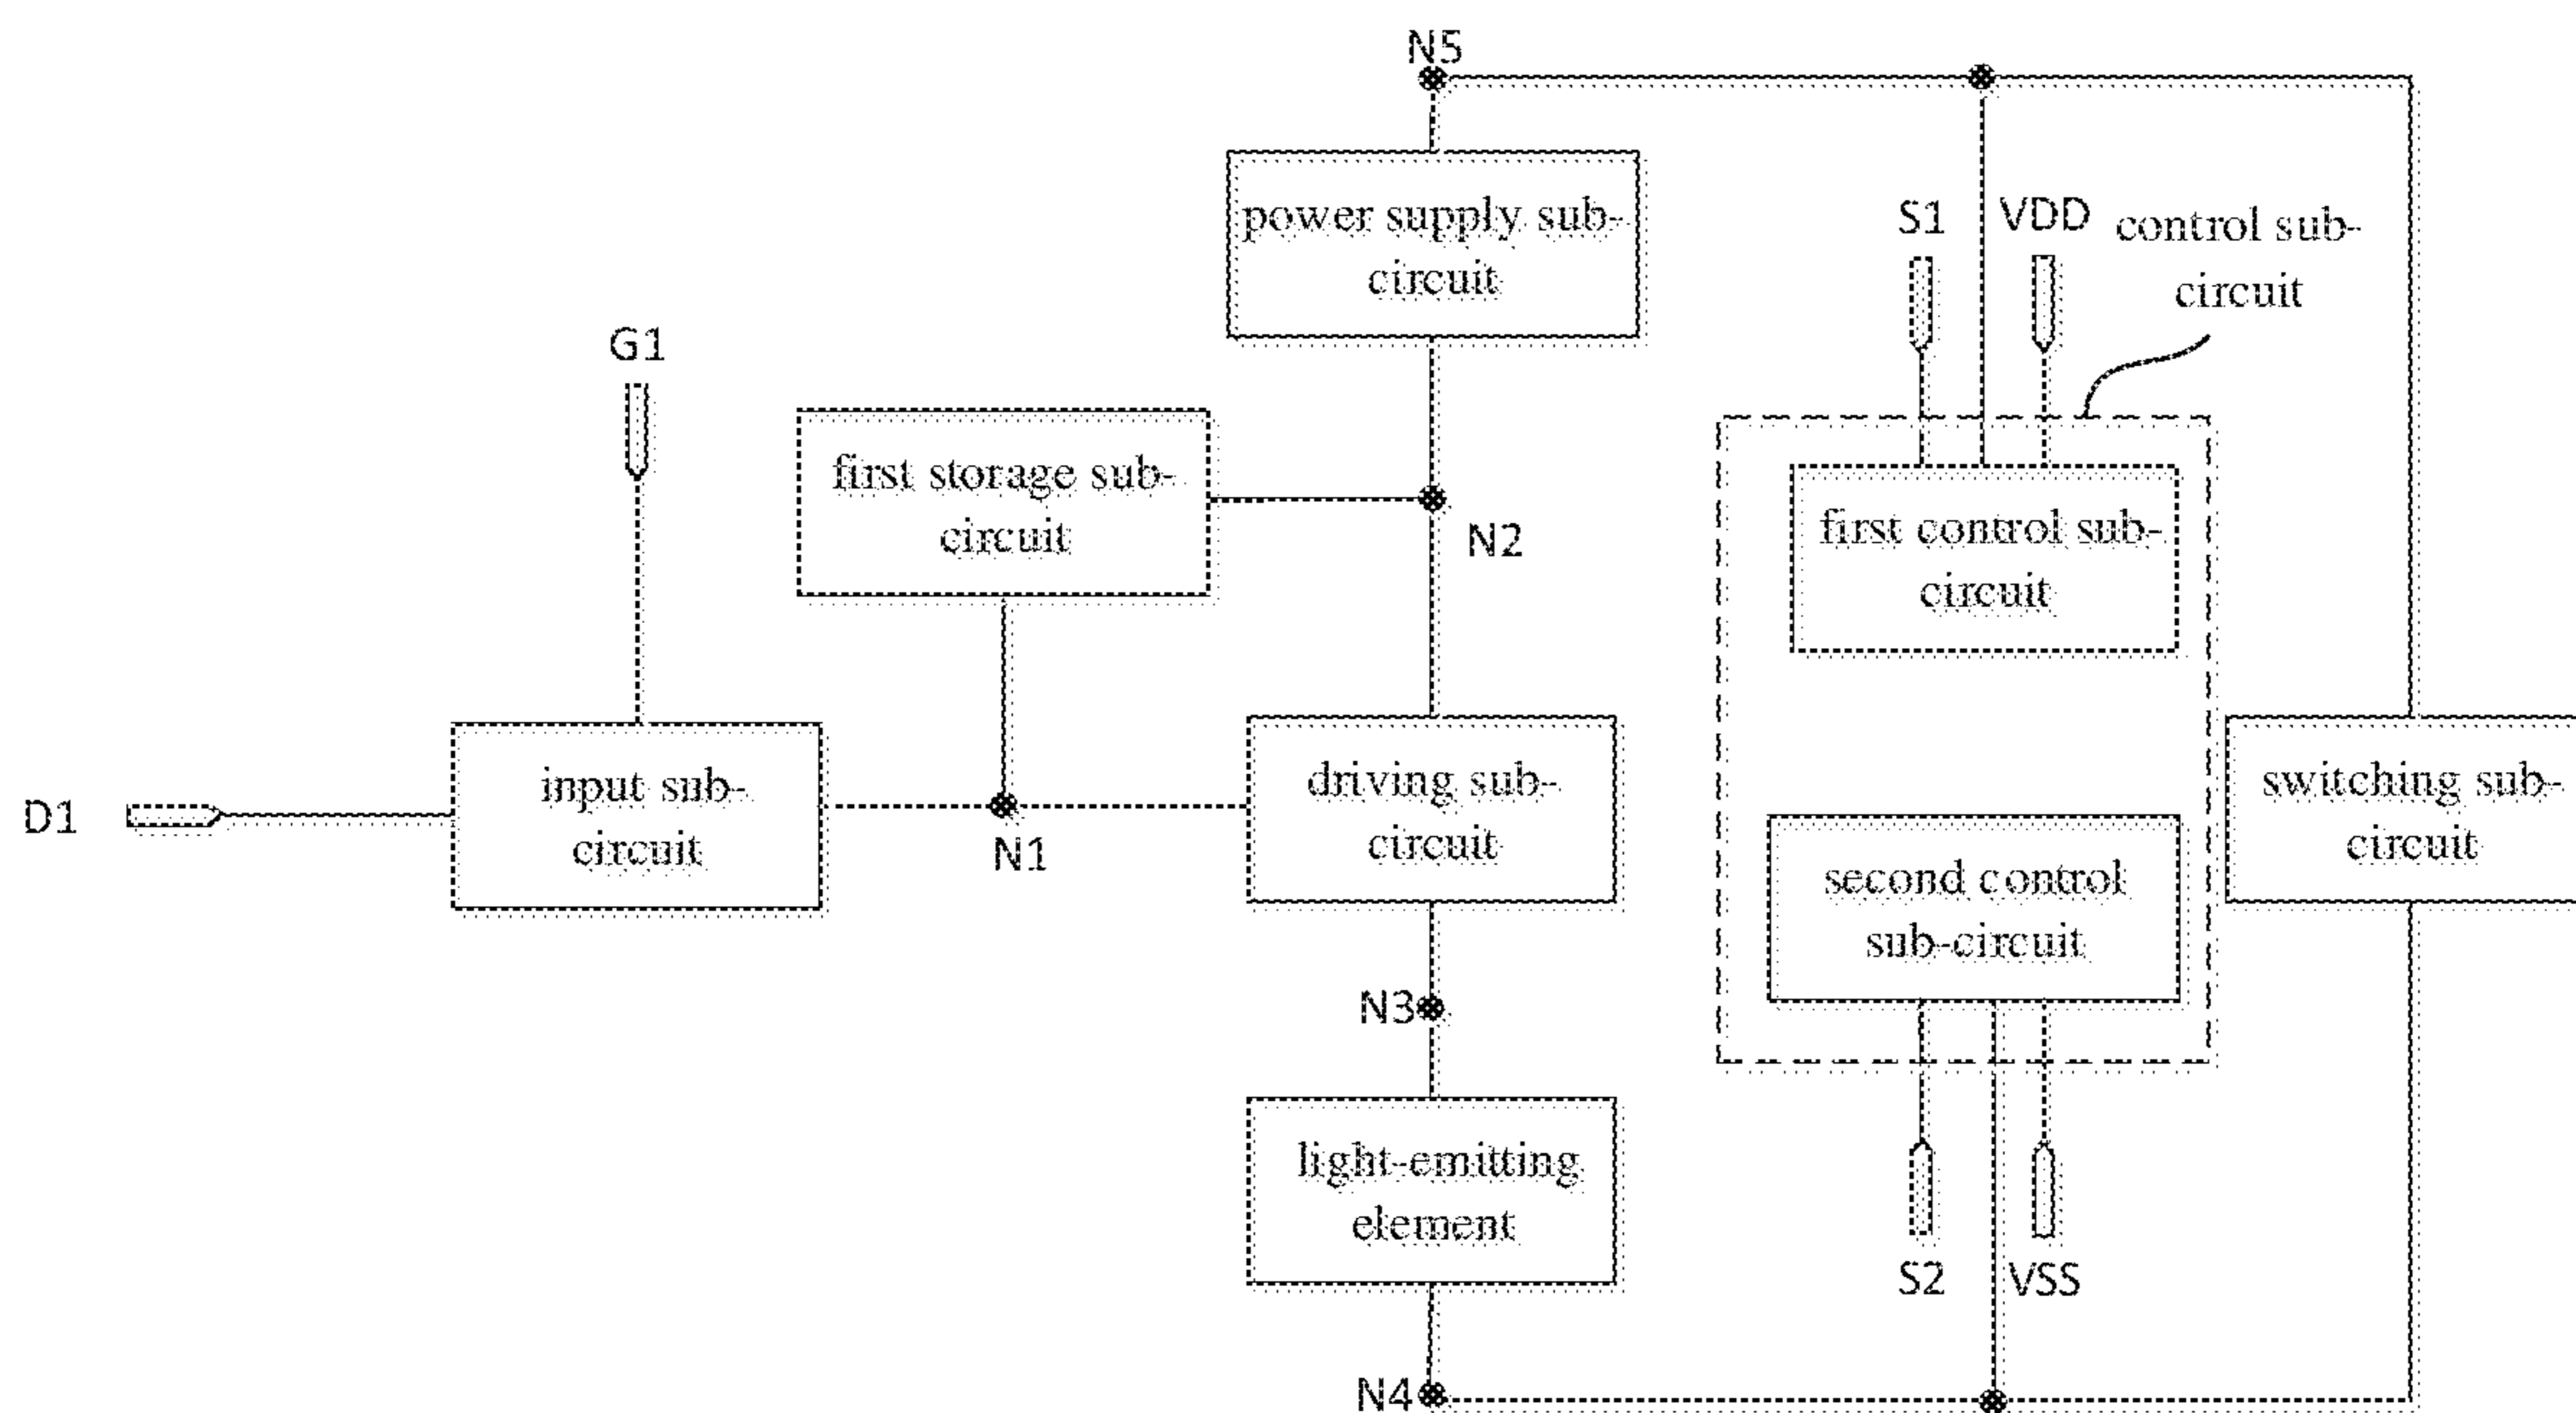 N5
power supply sub-
circuit
S1
VDD
control sub-
circuit
G1
first storage sub-
circuit
N2
first control sub-
circuit
D1
input sub-
circuit
N1
driving sub-
circuit
switching sub-
circuit
second control
sub-circuit
N3
light-emitting
element
S2
VSS
N4